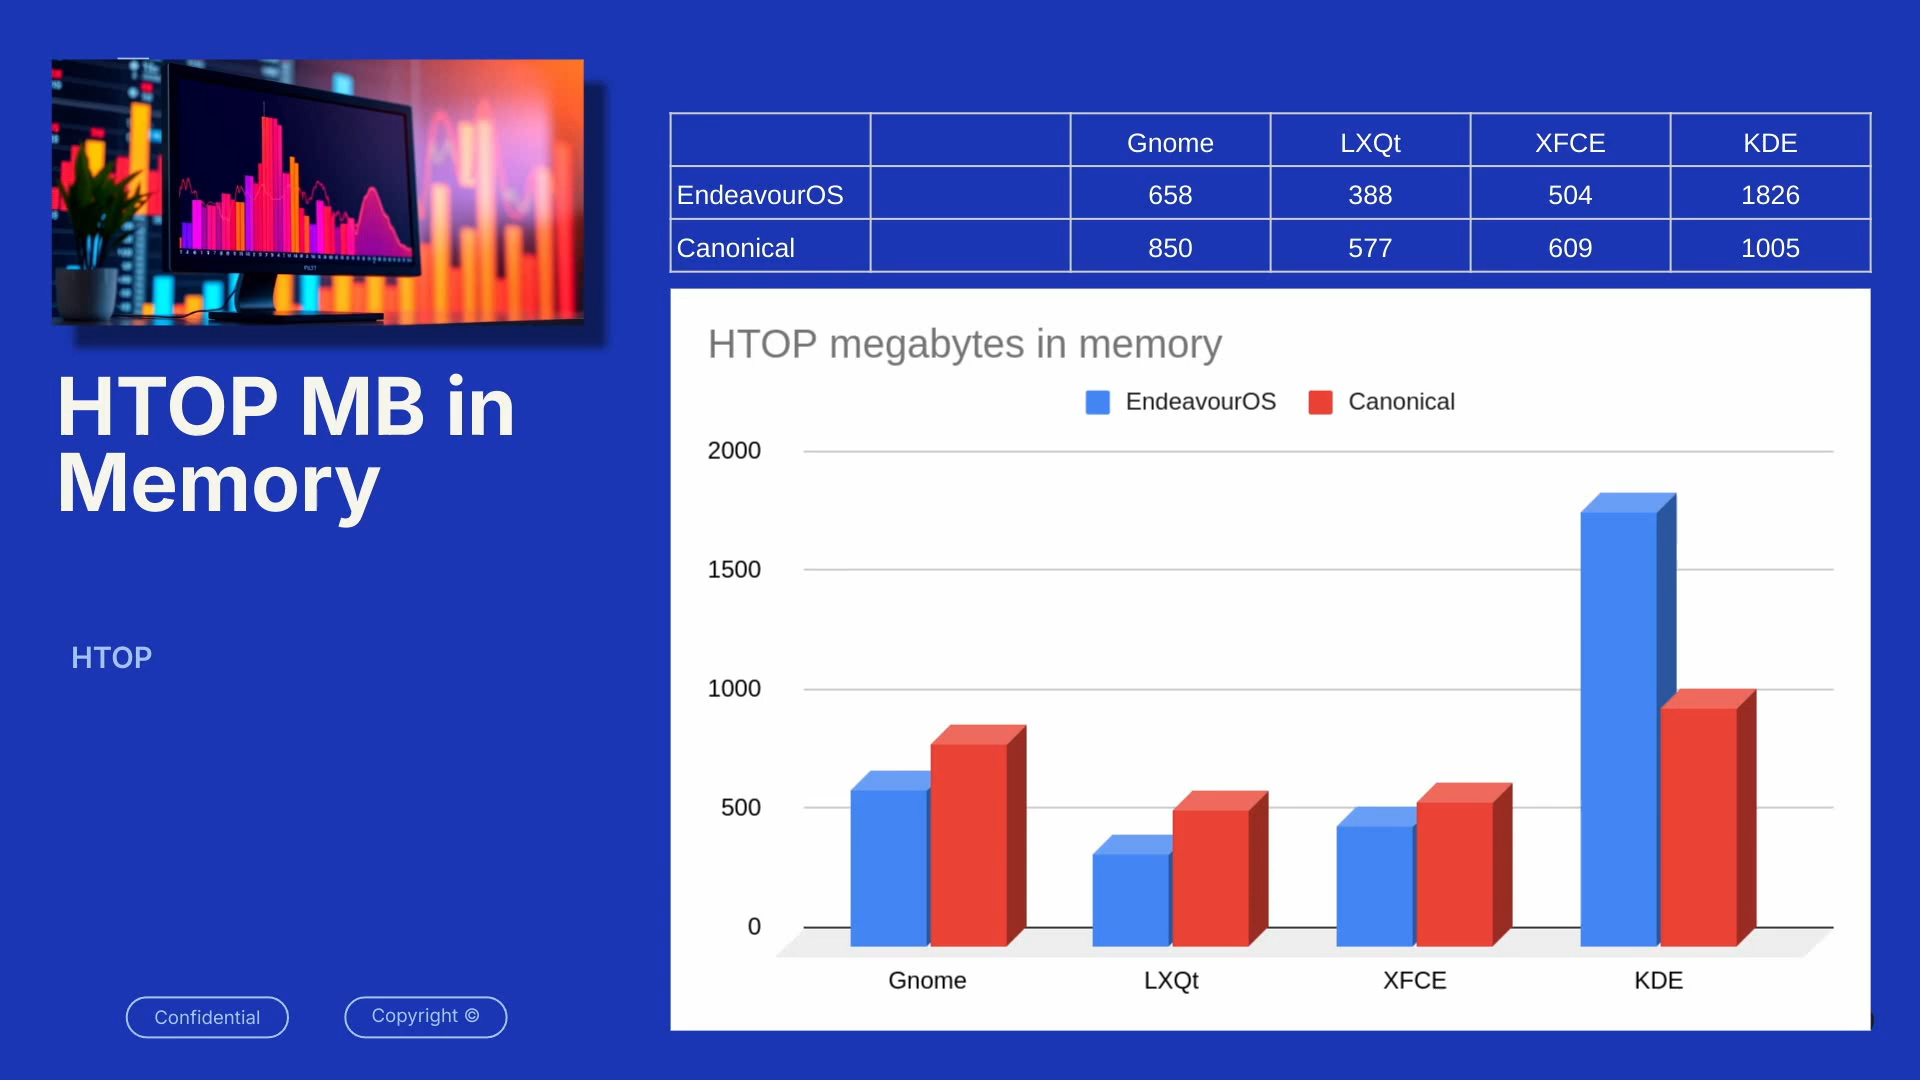 HTOP MB in
Memory
HTOP
Confidential
Copyright ©
Gnome LXQt XFCE KDE
EndeavourOS 658 388 504 1826
Canonical 850 577 609 1005
HTOP megabytes in memory
EndeavourOS Canonical
2000
1500
1000
500
0
Gnome LXQt XFCE KDE